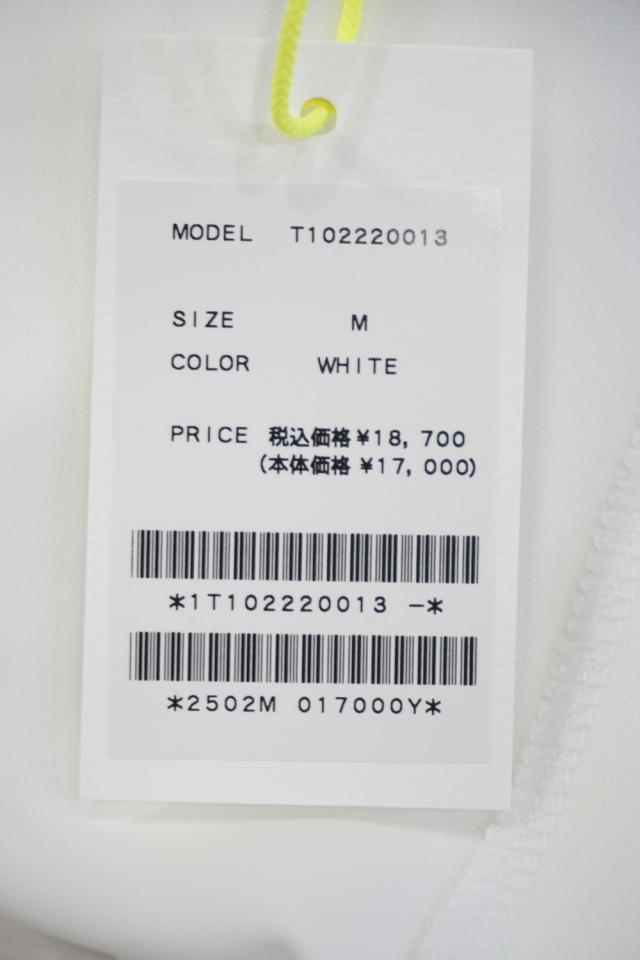 MODEL T102220013
SIZE M
COLOR WHITE
PRICE 税込価格¥18,700
(本体価格 ¥17,000)
*1T102220013 -*
*2502M 017000Y*